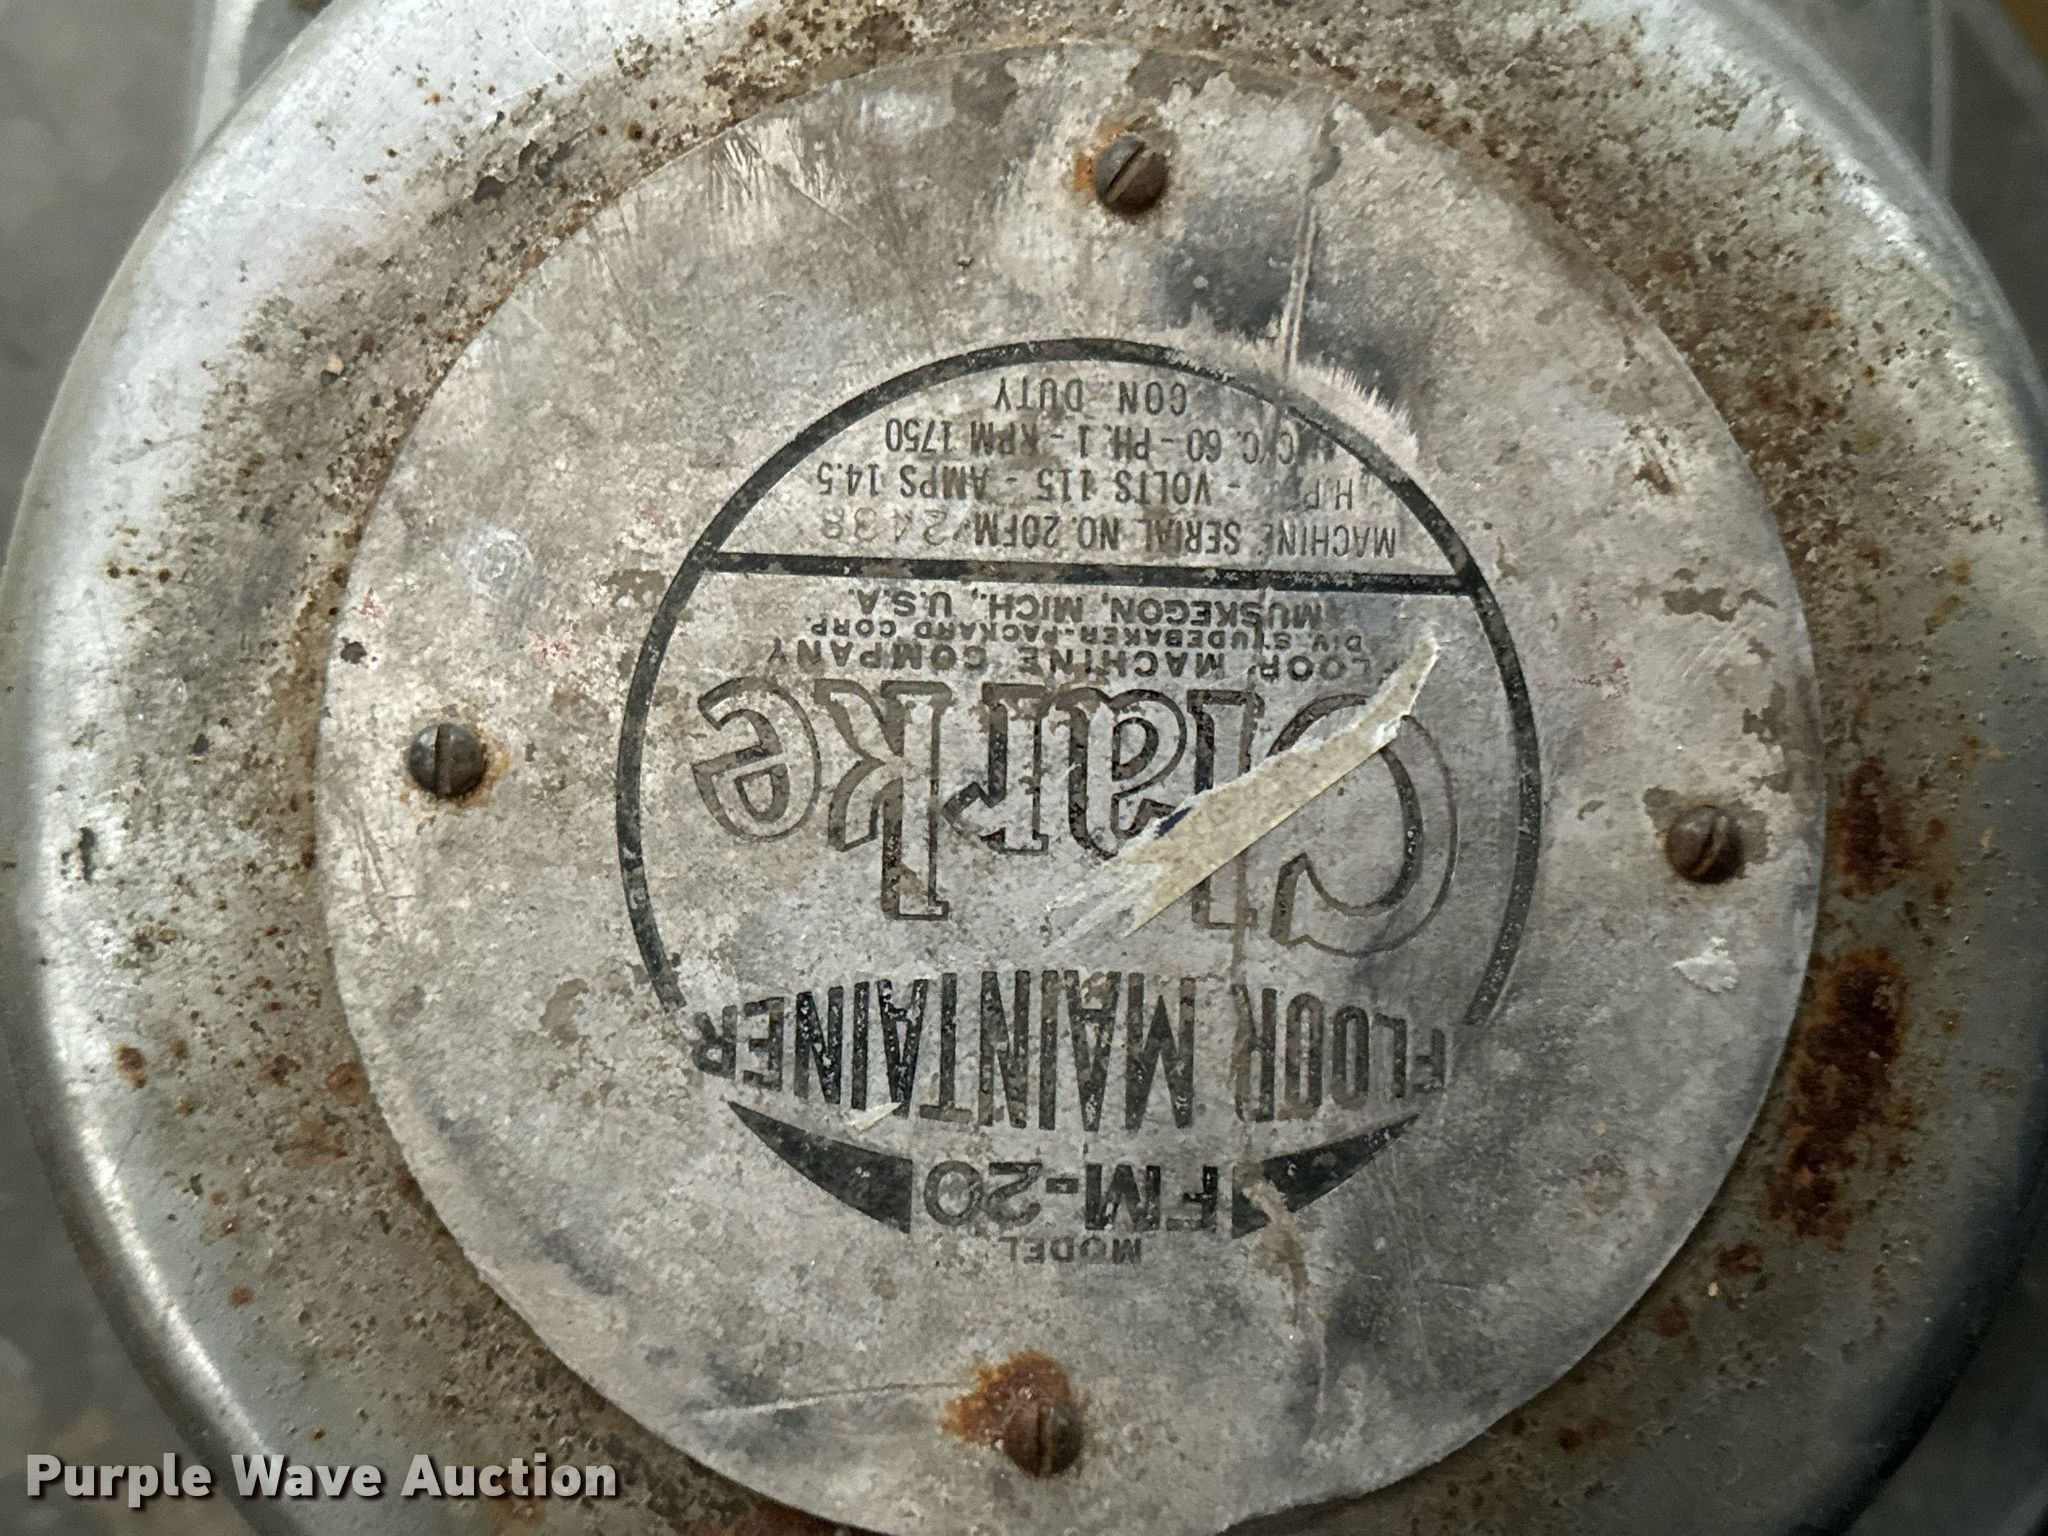 MODEL
FM-20
FLOOR MAINTAINER
Clarke
FLOOR MACHINE COMPANY
DIV. STUDEBAKER-PACKARD CORP.
MUSKEGON, MICH., U.S.A.
MACHINE SERIAL NO. 20FM-2438
H.P. - VOLTS 115 - AMPS 14.5
CYC. 60 - PH. 1 - RPM 1750
CON. DUTY
Purple Wave Auction